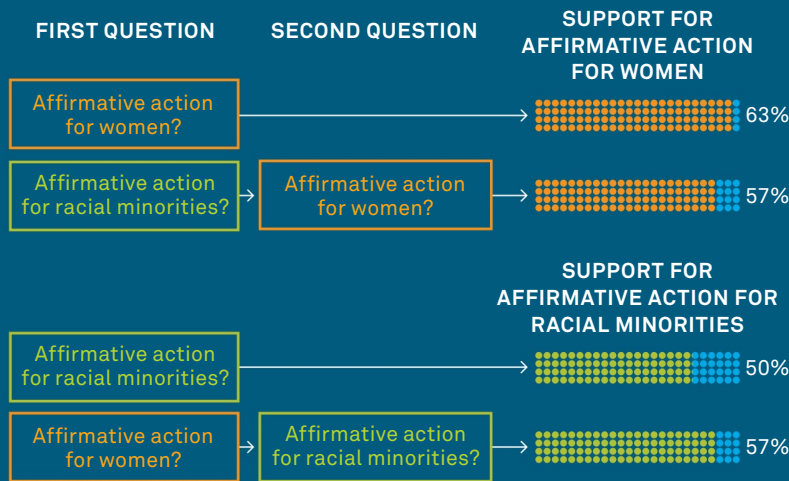 FIRST QUESTION
SECOND QUESTION
SUPPORT FOR
AFFIRMATIVE ACTION
FOR WOMEN
Affirmative action
for women?
63%
Affirmative action
for racial minorities?
Affirmative action
for women?
57%
SUPPORT FOR
AFFIRMATIVE ACTION FOR
RACIAL MINORITIES
Affirmative action
for racial minorities?
50%
Affirmative action
for women?
Affirmative action
for racial minorities?
57%